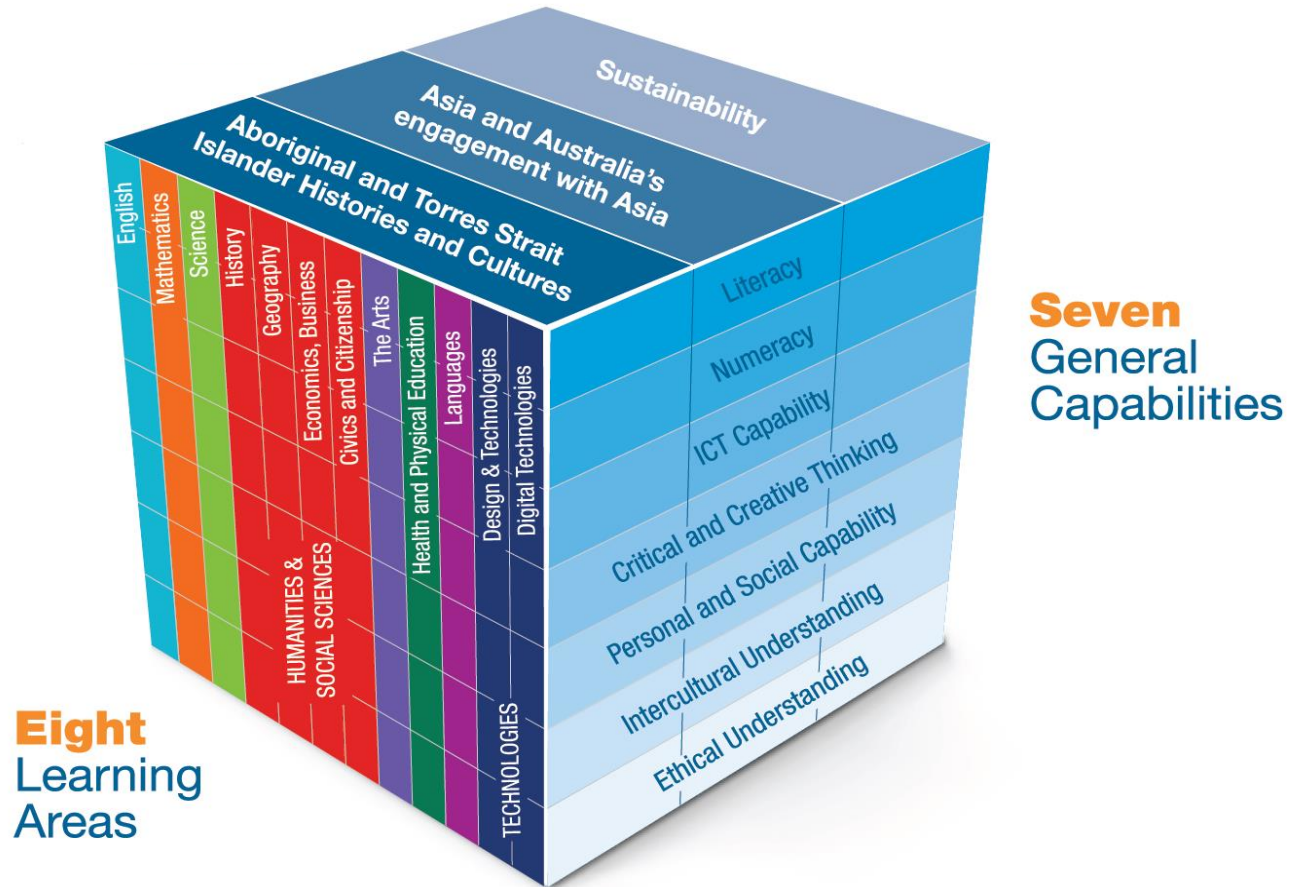 Sustainability
Asia and Australia's
engagement with Asia
Aboriginal and Torres Strait
Islander Histories and Cultures
English
Mathematics
Science
History
Geography
Economics, Business
Civics and Citizenship
HUMANITIES &
SOCIAL SCIENCES
The Arts
Health and Physical Education
Languages
Design & Technologies
Digital Technologies
TECHNOLOGIES
Literacy
Numeracy
ICT Capability
Critical and Creative Thinking
Personal and Social Capability
Intercultural Understanding
Ethical Understanding
Seven
General
Capabilities
Eight
Learning
Areas